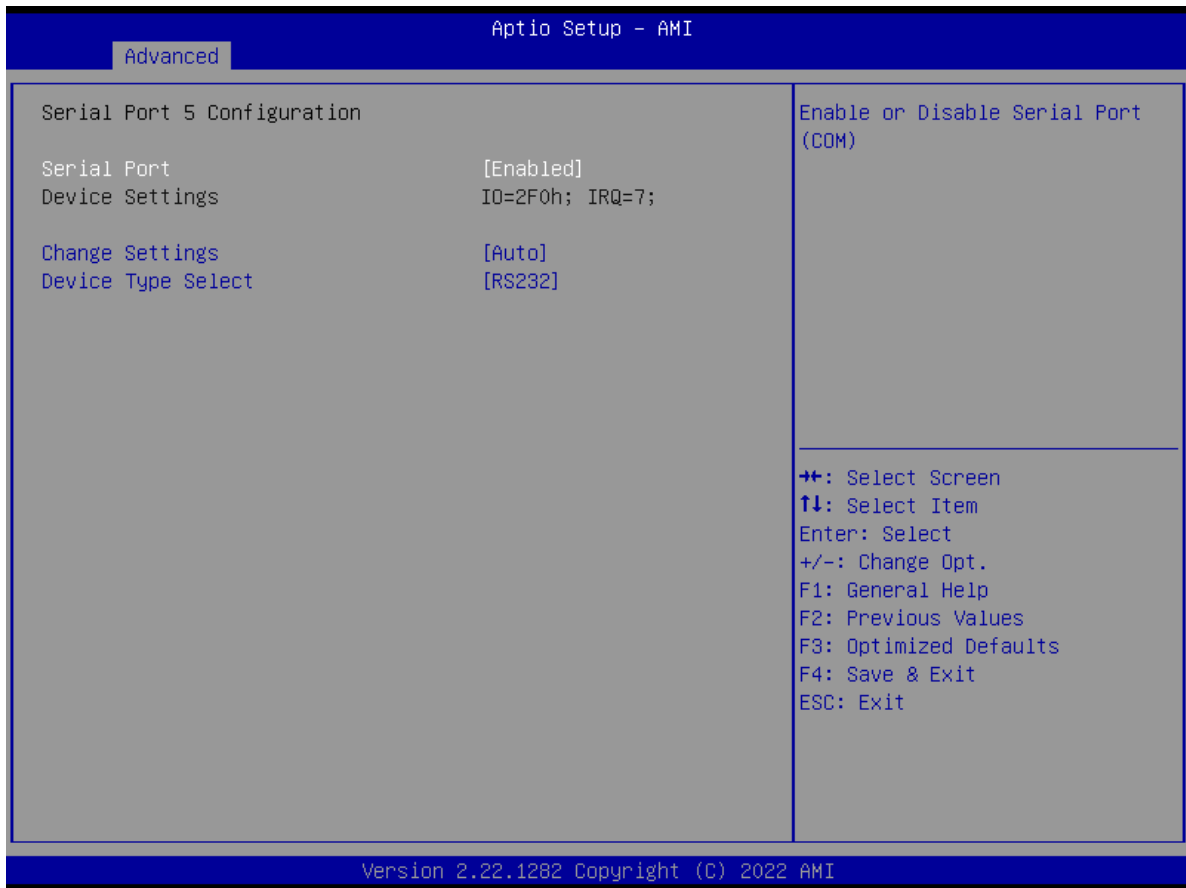 Aptio Setup – AMI
Advanced
Serial Port 5 Configuration
Serial Port [Enabled]
Device Settings IO=2F0h; IRQ=7;
Change Settings [Auto]
Device Type Select [RS232]
Enable or Disable Serial Port
(COM)
→←: Select Screen
↑↓: Select Item
Enter: Select
+/-: Change Opt.
F1: General Help
F2: Previous Values
F3: Optimized Defaults
F4: Save & Exit
ESC: Exit
Version 2.22.1282 Copyright (C) 2022 AMI